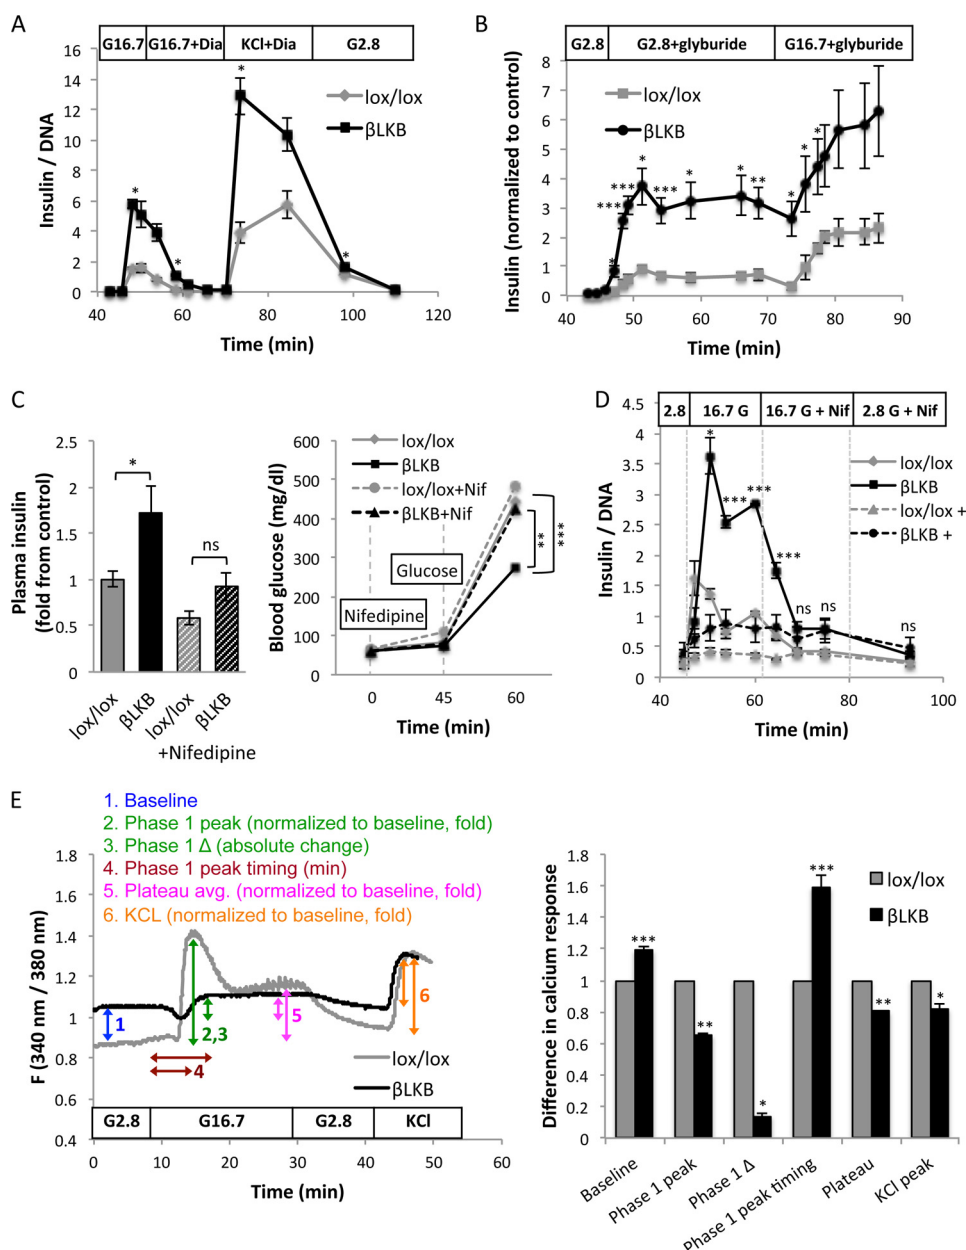 A
G16.7 G16.7+Dia KCl+Dia G2.8
16
14
12
10
8
6
4
2
0
Insulin / DNA
lox/lox
βLKB
*
*
*
*
40 60 80 100 120
Time (min)
B
G2.8 G2.8+glyburide G16.7+glyburide
8
7
6
5
4
3
2
1
0
Insulin (normalized to control)
lox/lox
βLKB
*
***
***
*
***
*
*
**
*
*
*
40 50 60 70 80 90
Time (min)
C
2.5
2
1.5
1
0.5
0
Plasma insulin
(fold from control)
*
ns
lox/lox βLKB lox/lox βLKB
+Nifedipine
600
500
400
300
200
100
0
Blood glucose (mg/dl)
lox/lox
βLKB
lox/lox+Nif
βLKB+Nif
Glucose
Nifedipine
**
***
0 45 60
Time (min)
D
2.8 16.7 G 16.7 G + Nif 2.8 G + Nif
4.5
4
3.5
3
2.5
2
1.5
1
0.5
0
Insulin / DNA
lox/lox
βLKB
lox/lox +
βLKB +
*
***
***
***
ns
ns
ns
40 60 80 100
Time (min)
E
1. Baseline
2. Phase 1 peak (normalized to baseline, fold)
3. Phase 1 Δ (absolute change)
4. Phase 1 peak timing (min)
5. Plateau avg. (normalized to baseline, fold)
6. KCL (normalized to baseline, fold)
1.8
1.6
1.4
1.2
1
0.8
0.6
0.4
F (340 nm / 380 nm)
1
2,3
4
5
6
lox/lox
βLKB
G2.8 G16.7 G2.8 KCl
0 10 20 30 40 50 60
Time (min)
1.8
1.6
1.4
1.2
1
0.8
0.6
0.4
0.2
0
Difference in calcium response
lox/lox
βLKB
***
**
*
***
**
*
Baseline
Phase 1 peak
Phase 1 Δ
Phase 1 peak timing
Plateau
KCl peak